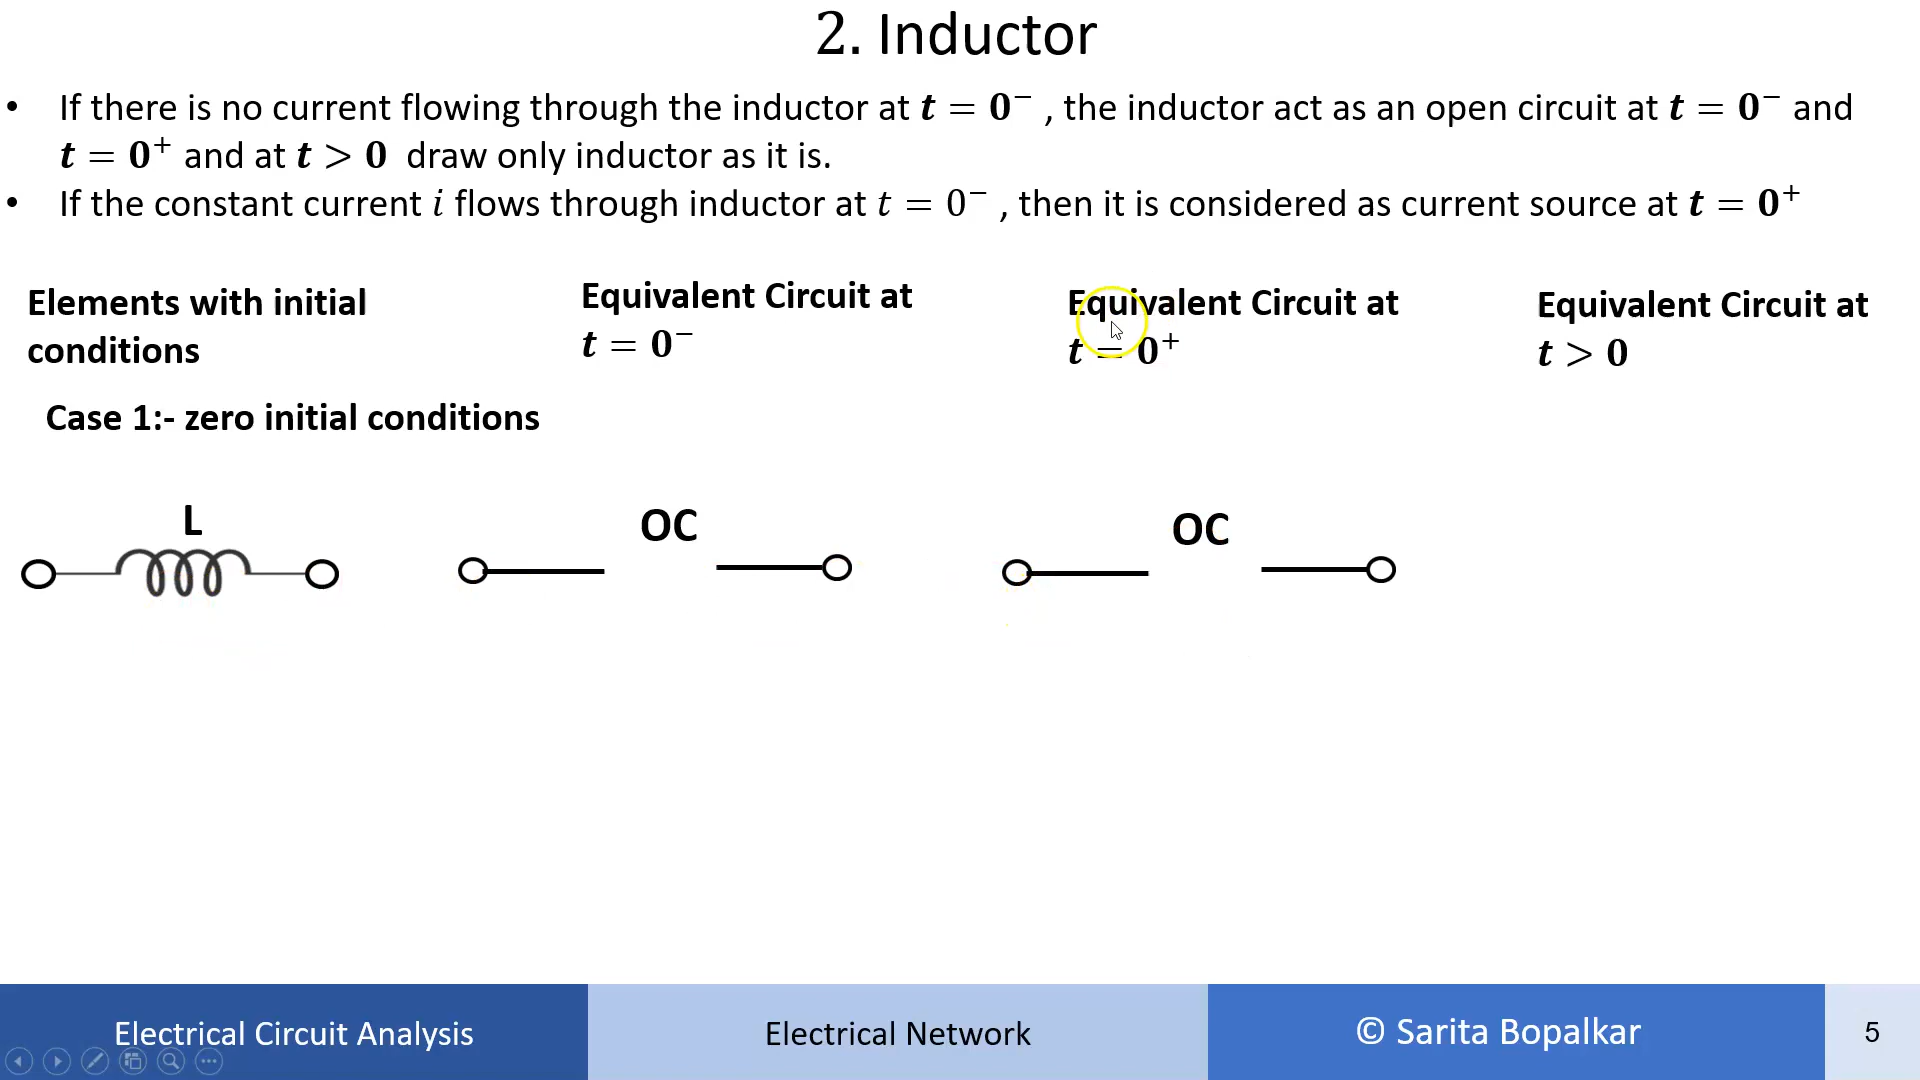 2. Inductor
• If there is no current flowing through the inductor at t = 0⁻ , the inductor act as an open circuit at t = 0⁻ and
t = 0⁺ and at t > 0 draw only inductor as it is.
• If the constant current i flows through inductor at t = 0⁻ , then it is considered as current source at t = 0⁺
Elements with initial
conditions
Equivalent Circuit at
t = 0⁻
Equivalent Circuit at
t = 0⁺
Equivalent Circuit at
t > 0
Case 1:- zero initial conditions
L
OC
OC
Electrical Circuit Analysis
Electrical Network
© Sarita Bopalkar
5